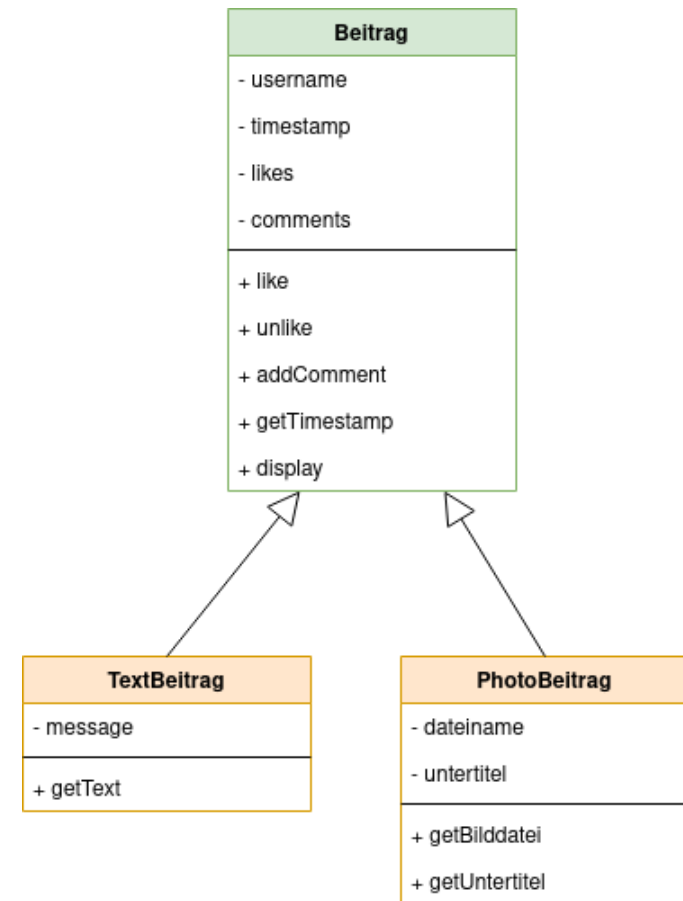 Beitrag
- username
- timestamp
- likes
- comments
+ like
+ unlike
+ addComment
+ getTimestamp
+ display
TextBeitrag
- message
+ getText
PhotoBeitrag
- dateiname
- untertitel
+ getBilddatei
+ getUntertitel